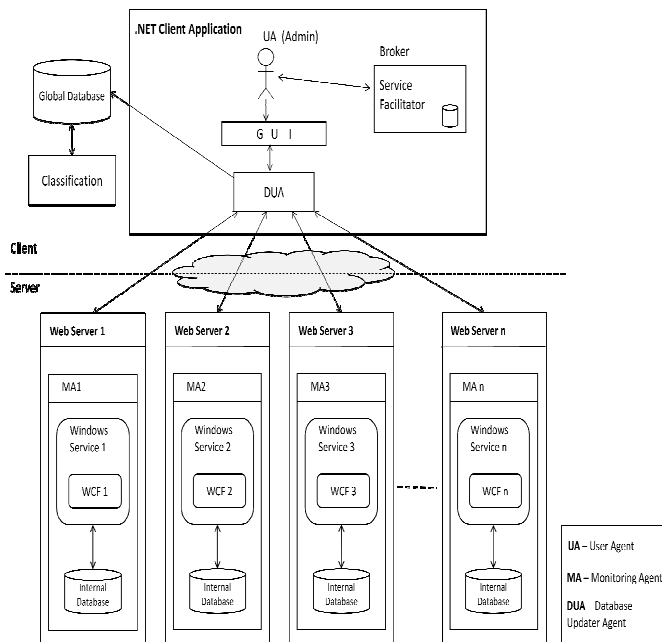 .NET Client Application
UA (Admin)
Broker
Service
Facilitator
Global Database
G U I
Classification
DUA
Client
Server
Web Server 1
Web Server 2
Web Server 3
Web Server n
MA1
MA2
MA3
MA n
Windows
Service 1
Windows
Service 2
Windows
Service 3
Windows
Service n
WCF 1
WCF 2
WCF 3
WCF n
Internal
Database
Internal
Database
Internal
Database
Internal
Database
UA – User Agent
MA – Monitoring Agent
DUA Database
Updater Agent